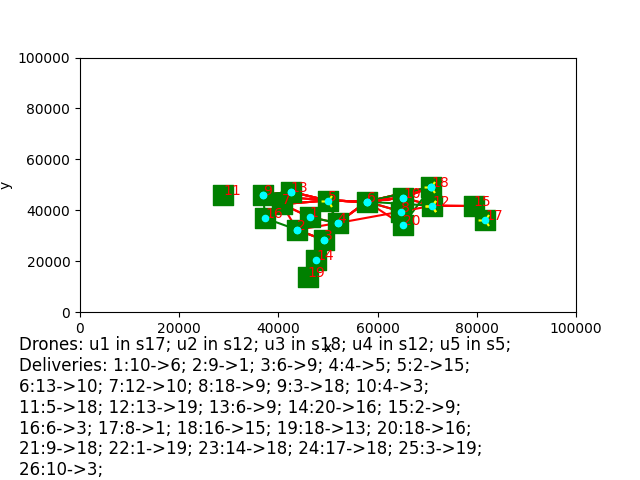 100000
80000
60000
40000
20000
0
y
0 20000 40000 60000 80000 100000
x
11
3
18
15
17
14
19
Drones: u1 in s17; u2 in s12; u3 in s18; u4 in s12; u5 in s5;
Deliveries: 1:10->6; 2:9->1; 3:6->9; 4:4->5; 5:2->15;
6:13->10; 7:12->10; 8:18->9; 9:3->18; 10:4->3;
11:5->18; 12:13->19; 13:6->9; 14:20->16; 15:2->9;
16:6->3; 17:8->1; 18:16->15; 19:18->13; 20:18->16;
21:9->18; 22:1->19; 23:14->18; 24:17->18; 25:3->19;
26:10->3;